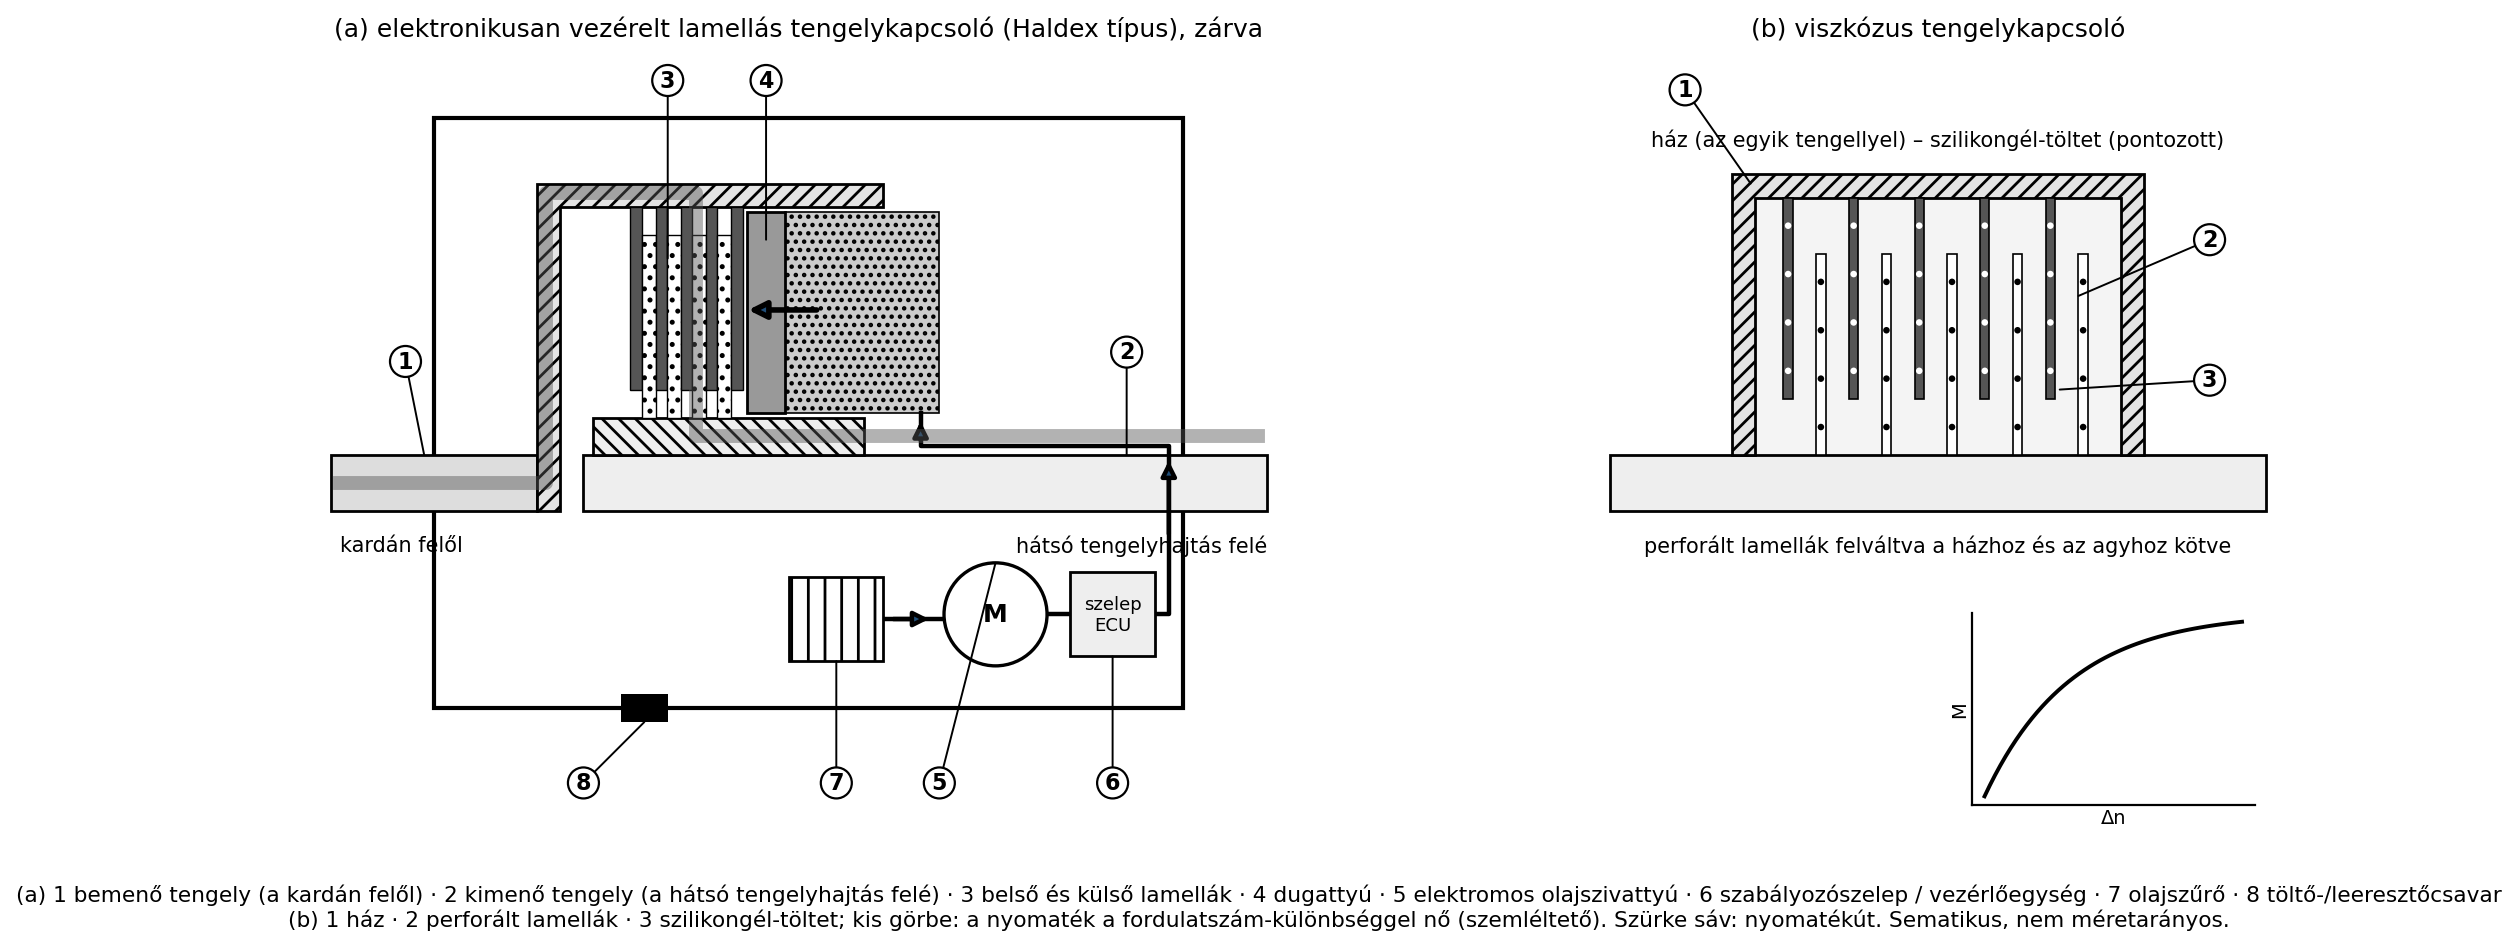 (a) elektronikusan vezérelt lamellás tengelykapcsoló (Haldex típus), zárva
3
4
1
2
kardán felől
hátsó tengelyhajtás felé
M
szelep
ECU
8
7
5
6
(b) viszkózus tengelykapcsoló
1
ház (az egyik tengellyel) – szilikongél-töltet (pontozott)
2
3
perforált lamellák felváltva a házhoz és az agyhoz kötve
M
Δn
(a) 1 bemenő tengely (a kardán felől) · 2 kimenő tengely (a hátsó tengelyhajtás felé) · 3 belső és külső lamellák · 4 dugattyú · 5 elektromos olajszivattyú · 6 szabályozószelep / vezérlőegység · 7 olajszűrő · 8 töltő-/leeresztőcsavar
(b) 1 ház · 2 perforált lamellák · 3 szilikongél-töltet; kis görbe: a nyomaték a fordulatszám-különbséggel nő (szemléltető). Szürke sáv: nyomatékút. Sematikus, nem méretarányos.